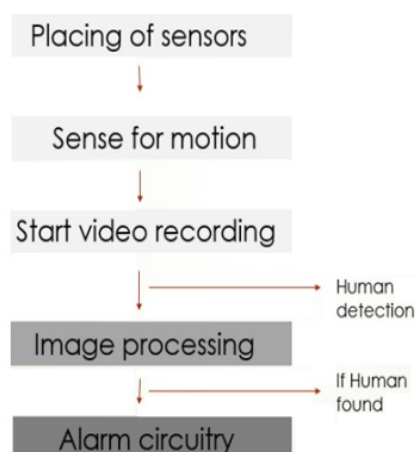 Placing of sensors
Sense for motion
Start video recording
Human
detection
Image processing
If Human
found
Alarm circuitry